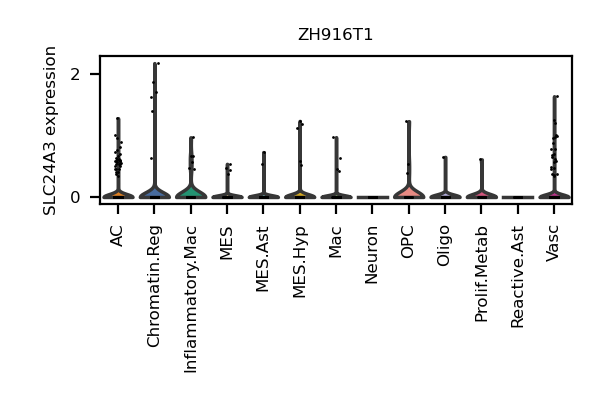 ZH916T1
SLC24A3 expression
2
0
AC
Chromatin.Reg
Inflammatory.Mac
MES
MES.Ast
MES.Hyp
Mac
Neuron
OPC
Oligo
Prolif.Metab
Reactive.Ast
Vasc